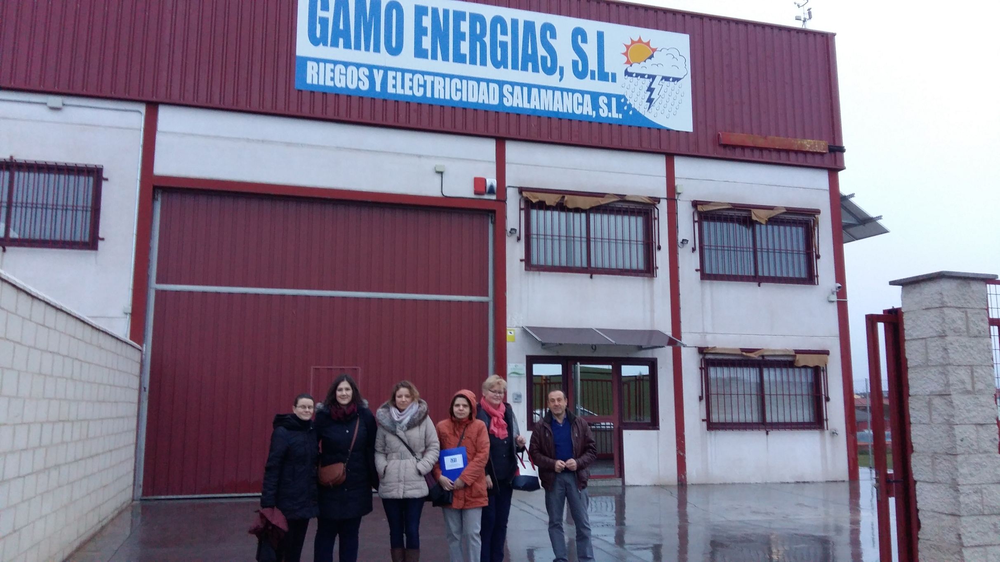 GAMO ENERGIAS, S.L.
RIEGOS Y ELECTRICIDAD SALAMANCA, S.L.
9